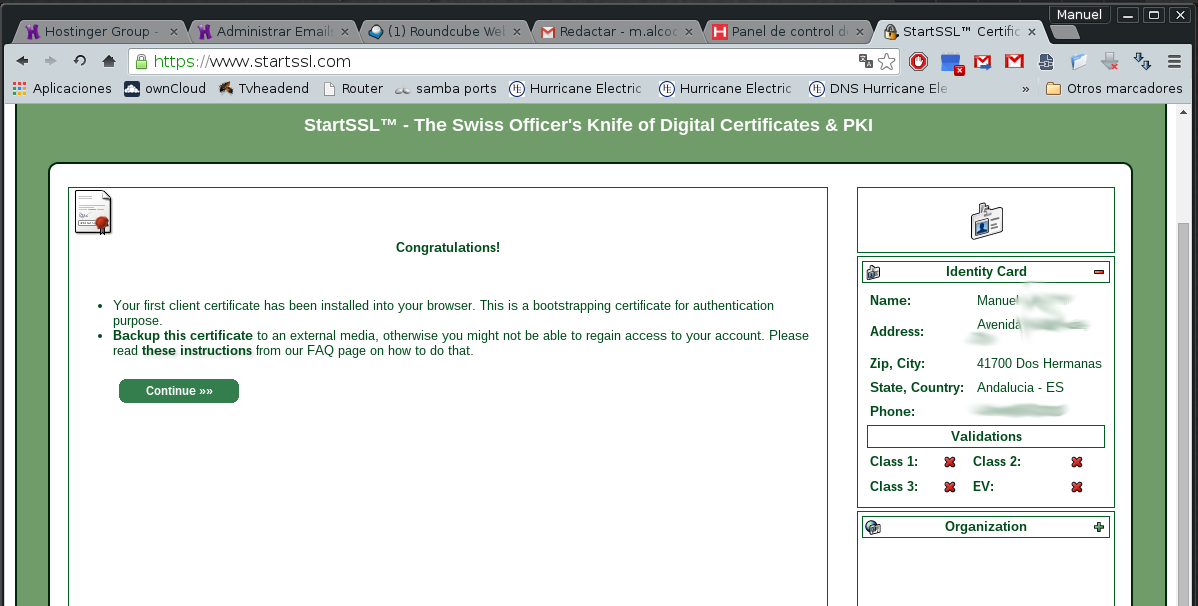 Manuel
Hostinger Group -
Administrar Emails
(1) Roundcube Web
Redactar - m.alcoc
Panel de control d
StartSSL™ Certific
https://www.startssl.com
Aplicaciones
ownCloud
Tvheadend
Router
samba ports
Hurricane Electric
Hurricane Electric
DNS Hurricane Ele
»
Otros marcadores
StartSSL™ - The Swiss Officer's Knife of Digital Certificates & PKI
Congratulations!
• Your first client certificate has been installed into your browser. This is a bootstrapping certificate for authentication
purpose.
• Backup this certificate to an external media, otherwise you might not be able to regain access to your account. Please
read these instructions from our FAQ page on how to do that.
Continue »»
Identity Card
Name: Manuel
Address: Avenida
Zip, City: 41700 Dos Hermanas
State, Country: Andalucia - ES
Phone:
Validations
Class 1: Class 2:
Class 3: EV:
Organization